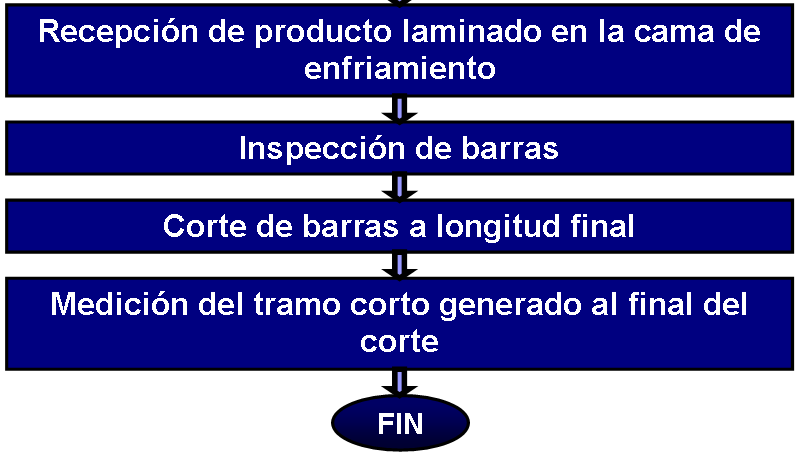 Recepción de producto laminado en la cama de
enfriamiento
Inspección de barras
Corte de barras a longitud final
Medición del tramo corto generado al final del
corte
FIN